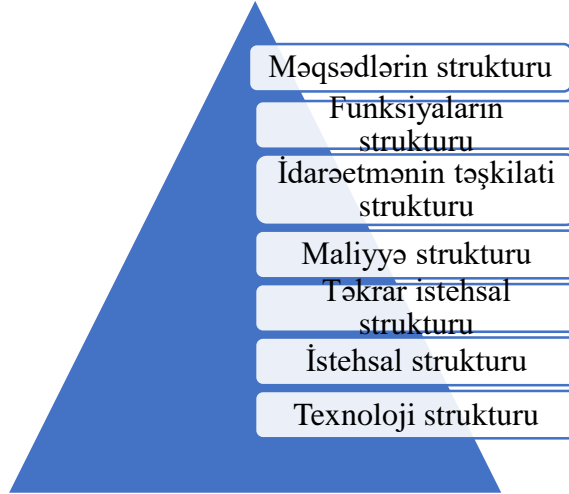 Məqsədlərin strukturu
Funksiyaların
strukturu
İdarəetmənin təşkilati
strukturu
Maliyyə strukturu
Təkrar istehsal
strukturu
İstehsal strukturu
Texnoloji strukturu